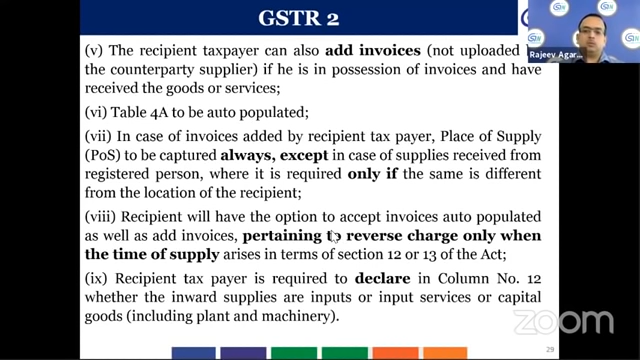 GSTR 2
(v) The recipient taxpayer can also add invoices (not uploaded
the counterparty supplier) if he is in possession of invoices and have
received the goods or services;
(vi) Table 4A to be auto populated;
(vii) In case of invoices added by recipient tax payer, Place of Supply
(PoS) to be captured always, except in case of supplies received from
registered person, where it is required only if the same is different
from the location of the recipient;
(viii) Recipient will have the option to accept invoices auto populated
as well as add invoices, pertaining to reverse charge only when
the time of supply arises in terms of section 12 or 13 of the Act;
(ix) Recipient tax payer is required to declare in Column No. 12
whether the inward supplies are inputs or input services or capital
goods (including plant and machinery).
Rajeev Agar...
zoom
29